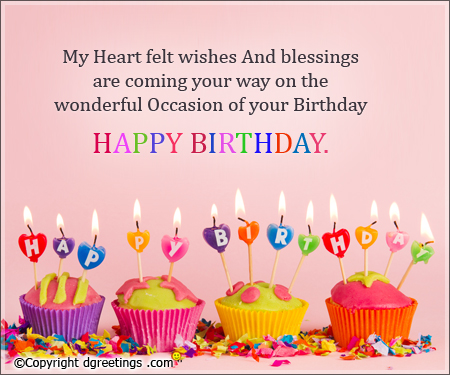 My Heart felt wishes And blessings
are coming your way on the
wonderful Occasion of your Birthday
HAPPY BIRTHDAY.
HAPPY BIRTHDAY
©Copyright dgreetings .com